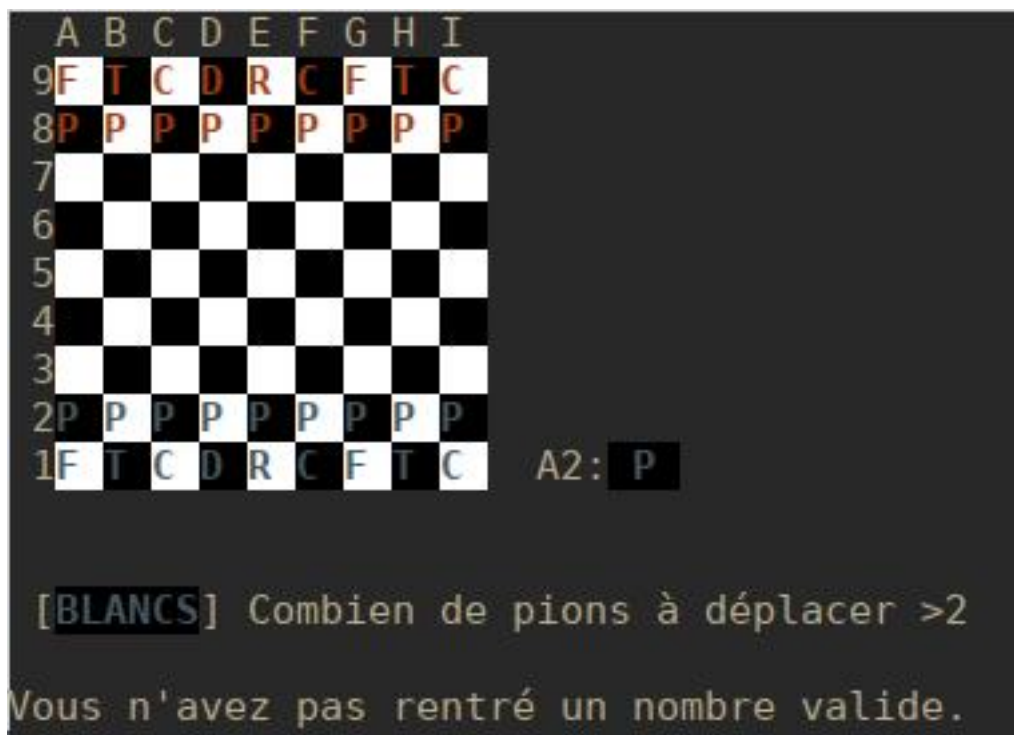 A B C D E F G H I
9F T C D R C F T C
8P P P P P P P P P
7
6
5
4
3
2P P P P P P P P P
1F T C D R C F T C A2: P
[BLANCS] Combien de pions à déplacer >2
Vous n'avez pas rentré un nombre valide.